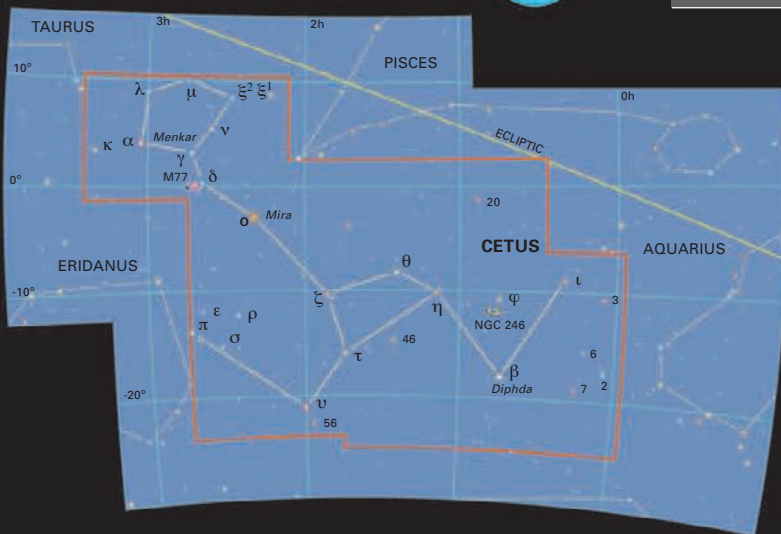 TAURUS
3h
2h
PISCES
10°
0h
λ
μ
ξ² ξ¹
ν
κ
α
Menkar
γ
ECLIPTIC
M77
δ
0°
ο
Mira
20
CETUS
AQUARIUS
ERIDANUS
θ
ι
-10°
ζ
η
φ
3
NGC 246
ε
ρ
π
σ
τ
46
6
β
2
Diphda
7
-20°
υ
56